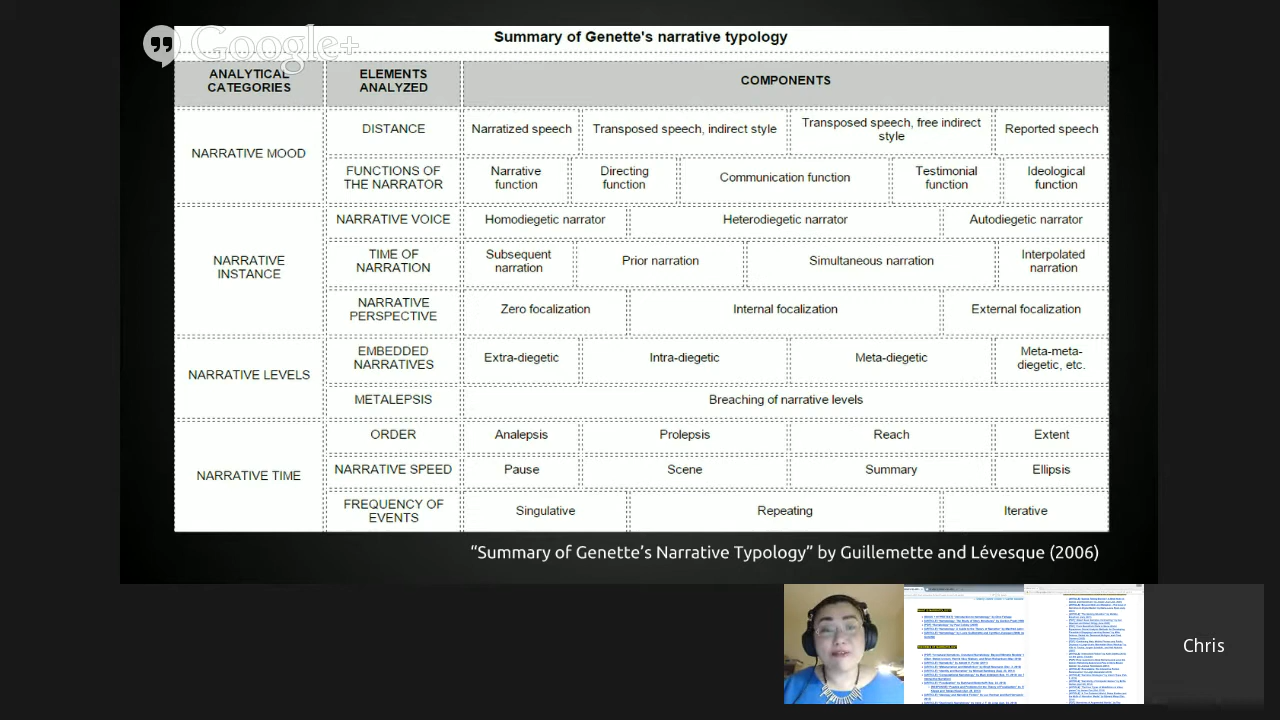 Google+
Summary of Genette's narrative typology
ANALYTICAL CATEGORIES ELEMENTS ANALYZED COMPONENTS
NARRATIVE MOOD
DISTANCE Narratized speech Transposed speech, indirect style Transposed speech, free indirect style Reported speech
FUNCTIONS OF THE NARRATOR Narrative function Directing function Communication function Testimonial function Ideological function
NARRATIVE INSTANCE
NARRATIVE VOICE Homodiegetic narrator Heterodiegetic narrator Autodiegetic narrator
TIME OF NARRATION Subsequent narration Prior narration Simultaneous narration Interpolated narration
NARRATIVE PERSPECTIVE Zero focalization Internal focalization External focalization
NARRATIVE LEVELS
EMBEDDED NARRATIVES Extra-diegetic Intra-diegetic Meta-diegetic Meta-meta-diegetic, etc.
METALEPSIS Breaching of narrative levels
NARRATIVE TIME
ORDER Analepsis Prolepsis Reach Extent
NARRATIVE SPEED Pause Scene Summary Ellipsis
FREQUENCY OF EVENTS Singulative Repeating Iterative
“Summary of Genette’s Narrative Typology” by Guillemette and Lévesque (2006)
Chris